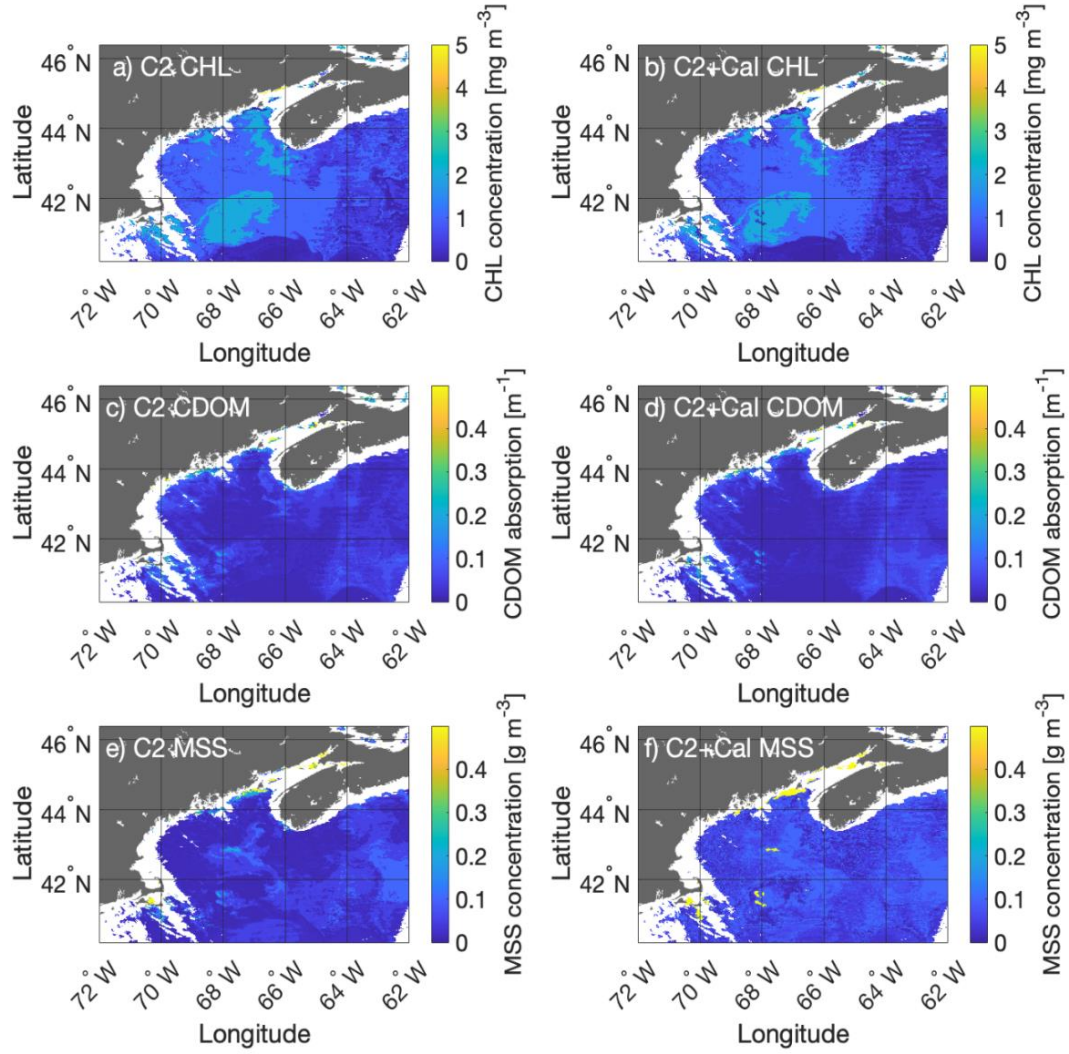 a) C2 CHL
46° N
44° N
42° N
Latitude
72° W
70° W
68° W
66° W
64° W
62° W
Longitude
5
4
3
2
1
0
CHL concentration [mg m-3]
b) C2+Cal CHL
46° N
44° N
42° N
Latitude
72° W
70° W
68° W
66° W
64° W
62° W
Longitude
5
4
3
2
1
0
CHL concentration [mg m-3]
c) C2 CDOM
46° N
44° N
42° N
Latitude
72° W
70° W
68° W
66° W
64° W
62° W
Longitude
0.4
0.3
0.2
0.1
0
CDOM absorption [m-1]
d) C2+Cal CDOM
46° N
44° N
42° N
Latitude
72° W
70° W
68° W
66° W
64° W
62° W
Longitude
0.4
0.3
0.2
0.1
0
CDOM absorption [m-1]
e) C2 MSS
46° N
44° N
42° N
Latitude
72° W
70° W
68° W
66° W
64° W
62° W
Longitude
0.4
0.3
0.2
0.1
0
MSS concentration [g m-3]
f) C2+Cal MSS
46° N
44° N
42° N
Latitude
72° W
70° W
68° W
66° W
64° W
62° W
Longitude
0.4
0.3
0.2
0.1
0
MSS concentration [g m-3]